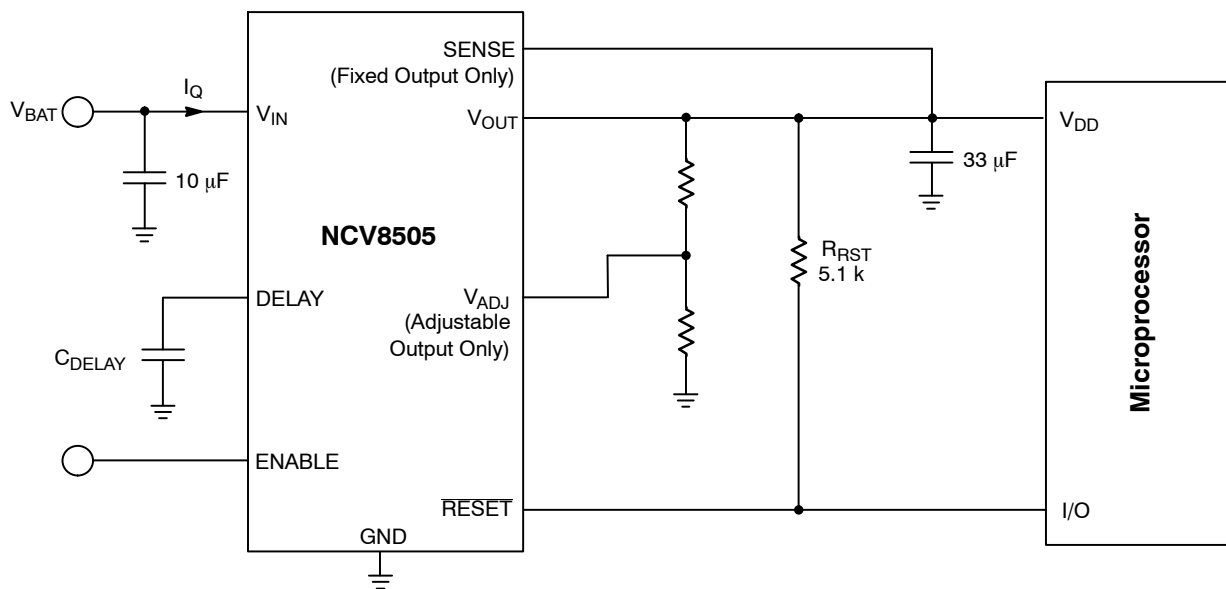 SENSE
(Fixed Output Only)
V_BAT
I_Q
V_IN
V_OUT
V_DD
10 μF
33 μF
NCV8505
R_RST
5.1 k
DELAY
V_ADJ
(Adjustable
Output Only)
C_DELAY
Microprocessor
ENABLE
RESET
I/O
GND